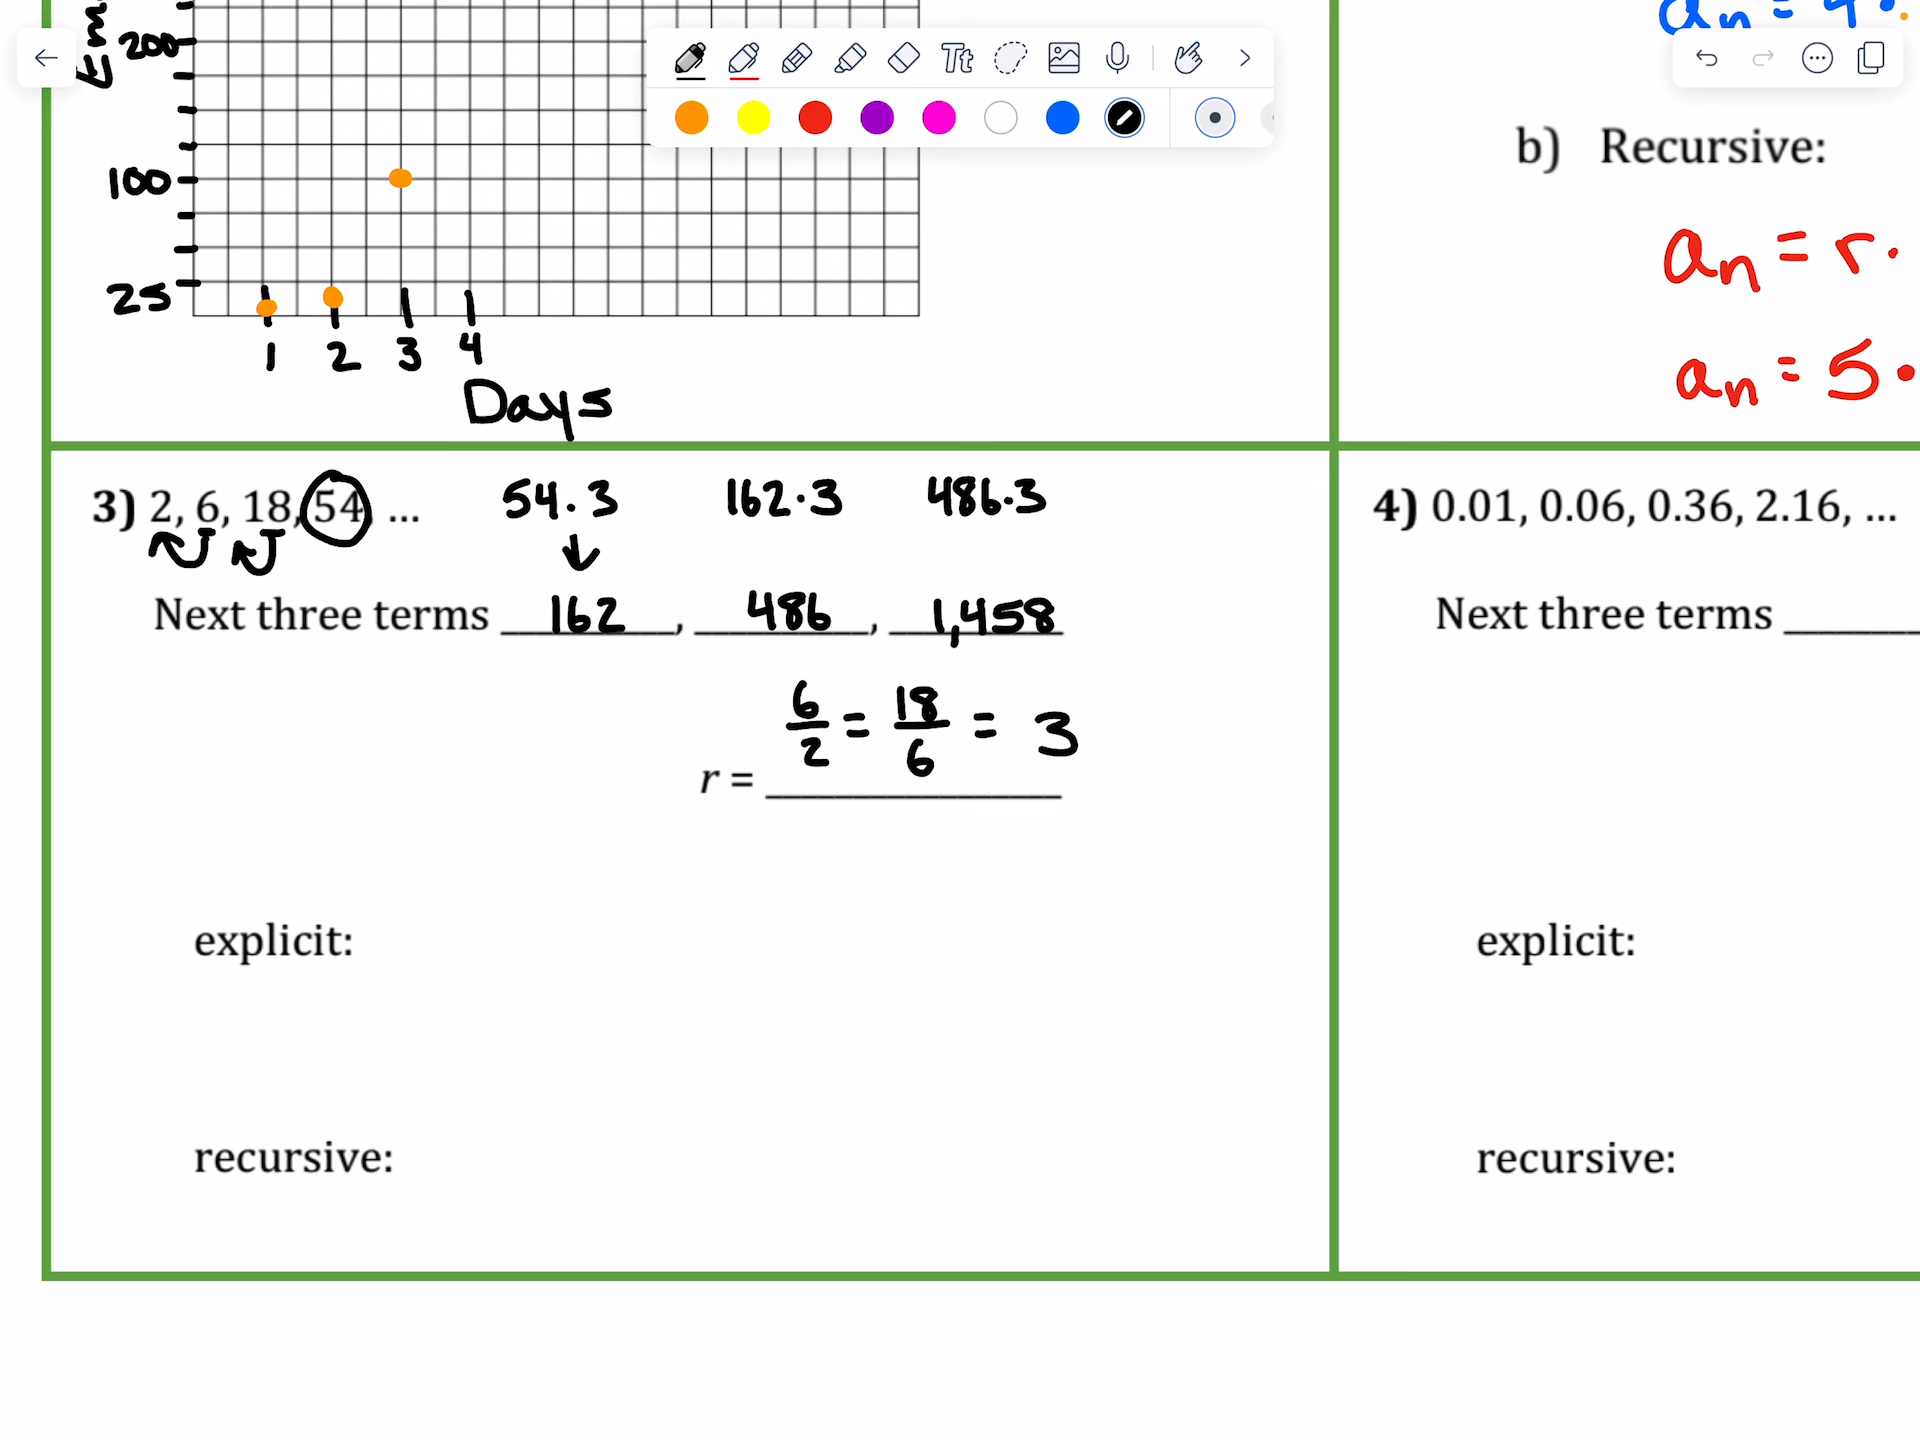 200
Tt
100
25
1 2 3 4
Days
b) Recursive:
an = r.
an = 5.
3) 2, 6, 18, 54, ... 54.3 162.3 486.3
Next three terms 162, 486, 1,458
6/2 = 18/6 = 3
r =
explicit:
recursive:
4) 0.01, 0.06, 0.36, 2.16, ...
Next three terms
explicit:
recursive: